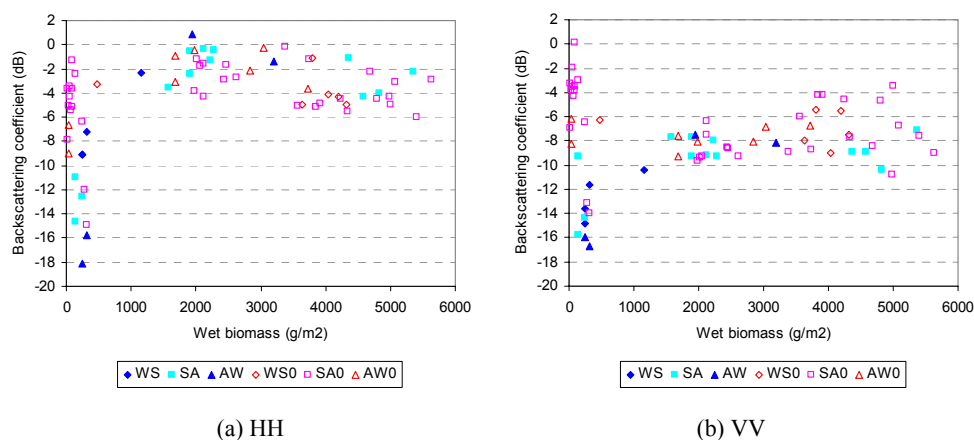 2
0
-2
-4
-6
-8
-10
-12
-14
-16
-18
-20
Backscattering coefficient (dB)
0 1000 2000 3000 4000 5000 6000
Wet biomass (g/m2)
WS SA AW WS0 SA0 AW0
(a) HH
2
0
-2
-4
-6
-8
-10
-12
-14
-16
-18
-20
Backscattering coefficient (dB)
0 1000 2000 3000 4000 5000 6000
Wet biomass (g/m2)
WS SA AW WS0 SA0 AW0
(b) VV